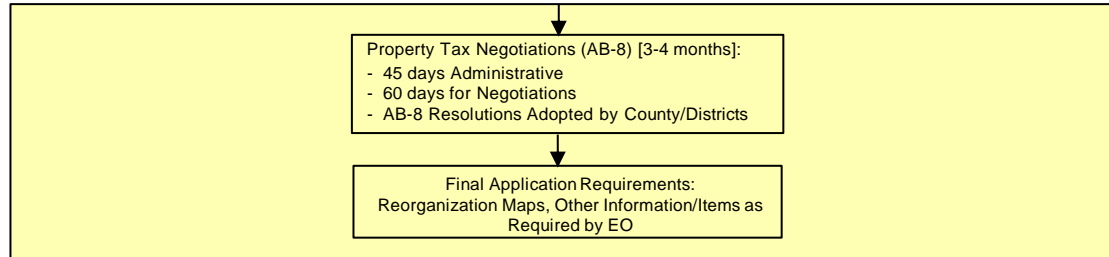 Property Tax Negotiations (AB-8) [3-4 months]:
- 45 days Administrative
- 60 days for Negotiations
- AB-8 Resolutions Adopted by County/Districts
Final Application Requirements:
Reorganization Maps, Other Information/Items as
Required by EO